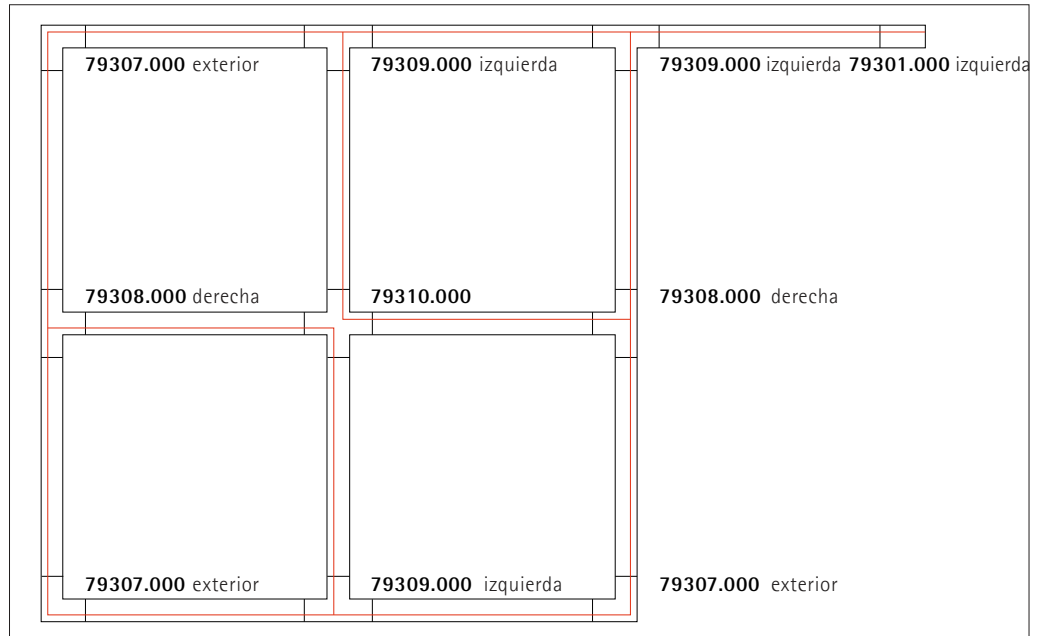 79307.000 exterior
79309.000 izquierda
79309.000 izquierda 79301.000 izquierda
79308.000 derecha
79310.000
79308.000 derecha
79307.000 exterior
79309.000 izquierda
79307.000 exterior